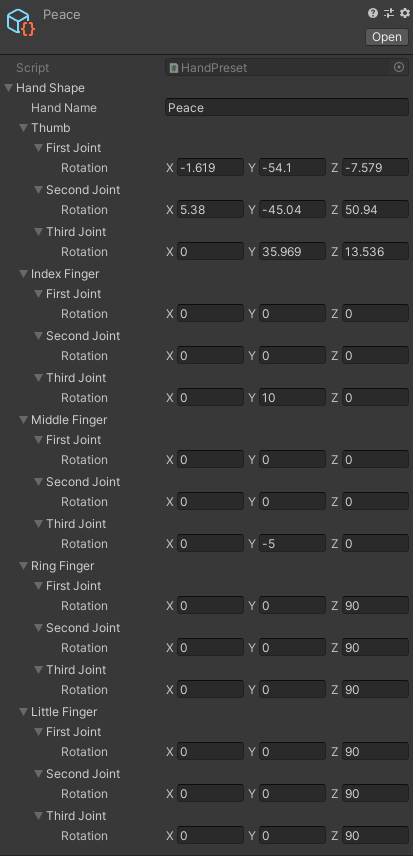 Peace
Open
Script HandPreset
Hand Shape
Hand Name Peace
Thumb
First Joint
Rotation X -1.619 Y -54.1 Z -7.579
Second Joint
Rotation X 5.38 Y -45.04 Z 50.94
Third Joint
Rotation X 0 Y 35.969 Z 13.536
Index Finger
First Joint
Rotation X 0 Y 0 Z 0
Second Joint
Rotation X 0 Y 0 Z 0
Third Joint
Rotation X 0 Y 10 Z 0
Middle Finger
First Joint
Rotation X 0 Y 0 Z 0
Second Joint
Rotation X 0 Y 0 Z 0
Third Joint
Rotation X 0 Y -5 Z 0
Ring Finger
First Joint
Rotation X 0 Y 0 Z 90
Second Joint
Rotation X 0 Y 0 Z 90
Third Joint
Rotation X 0 Y 0 Z 90
Little Finger
First Joint
Rotation X 0 Y 0 Z 90
Second Joint
Rotation X 0 Y 0 Z 90
Third Joint
Rotation X 0 Y 0 Z 90